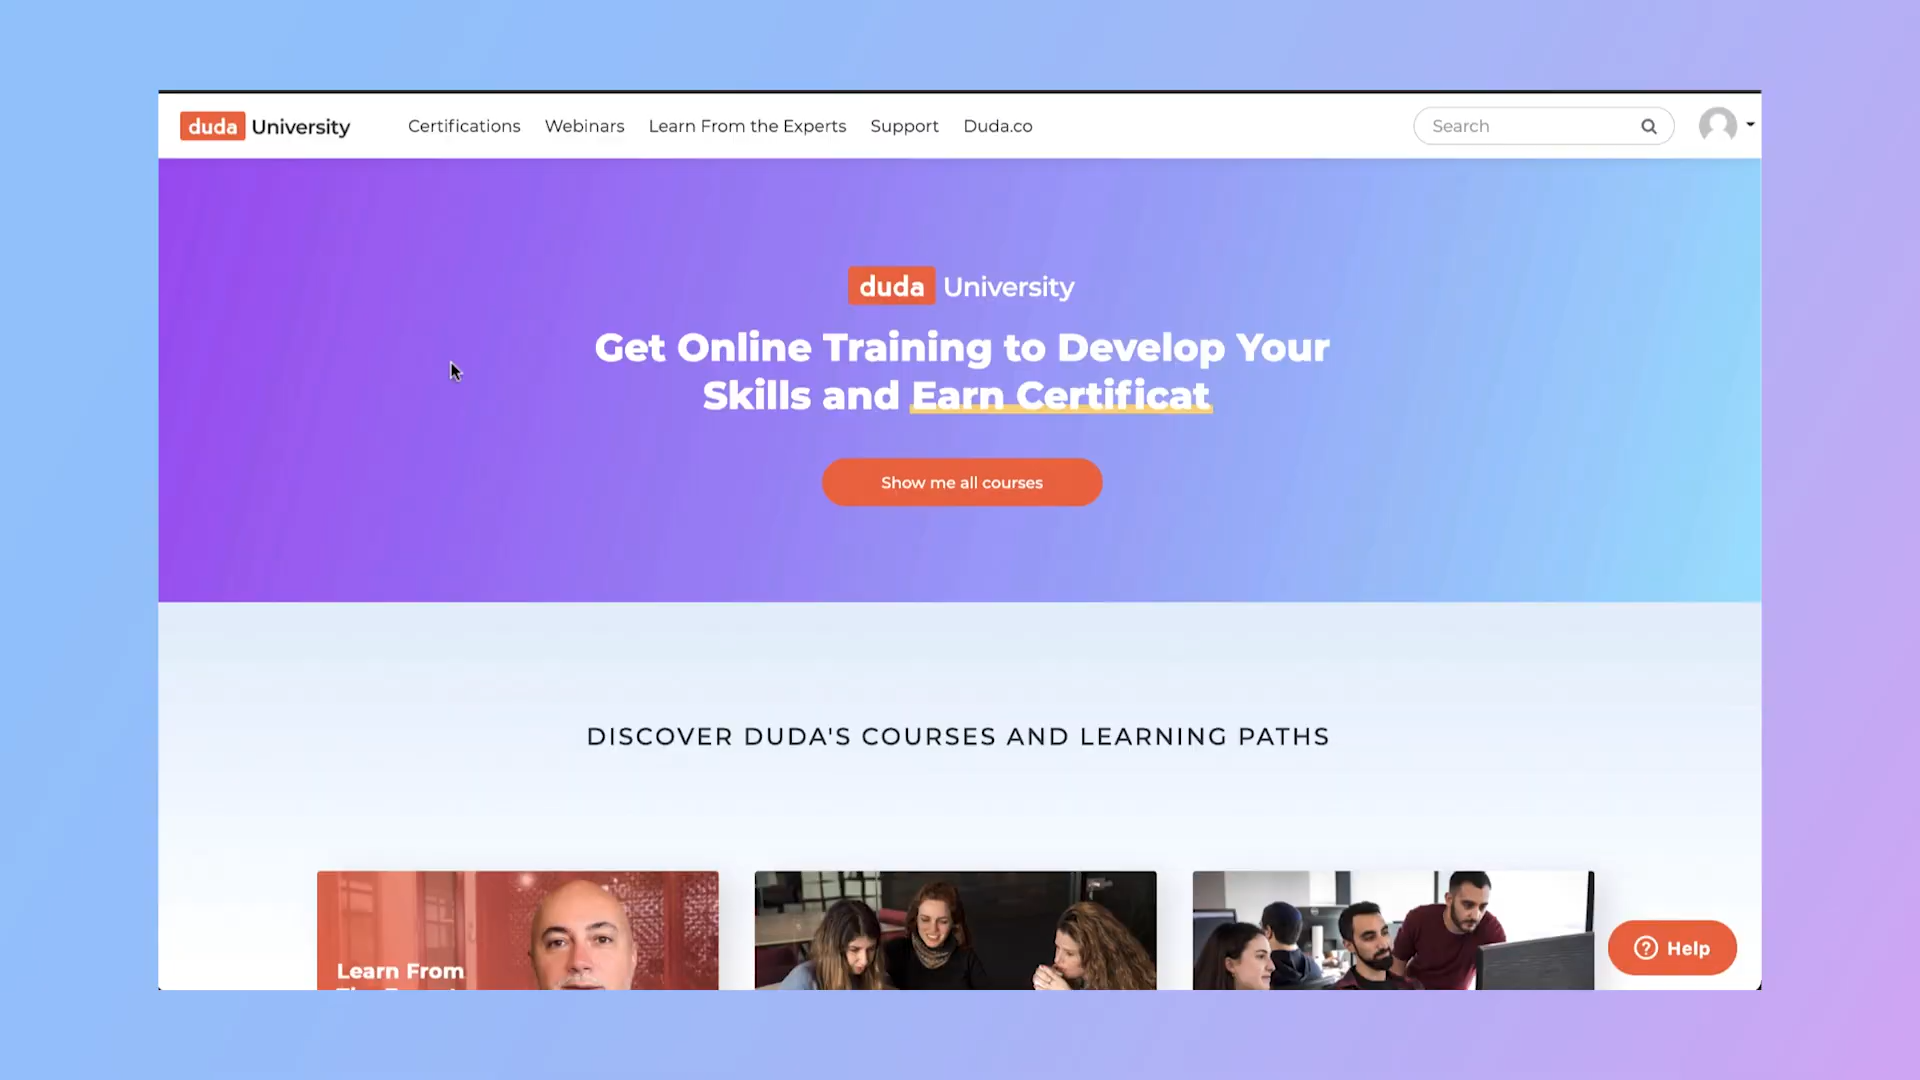 duda University
Certifications Webinars Learn From the Experts Support Duda.co
Search
duda University
Get Online Training to Develop Your
Skills and Earn Certificat
Show me all courses
DISCOVER DUDA'S COURSES AND LEARNING PATHS
Learn From
? Help